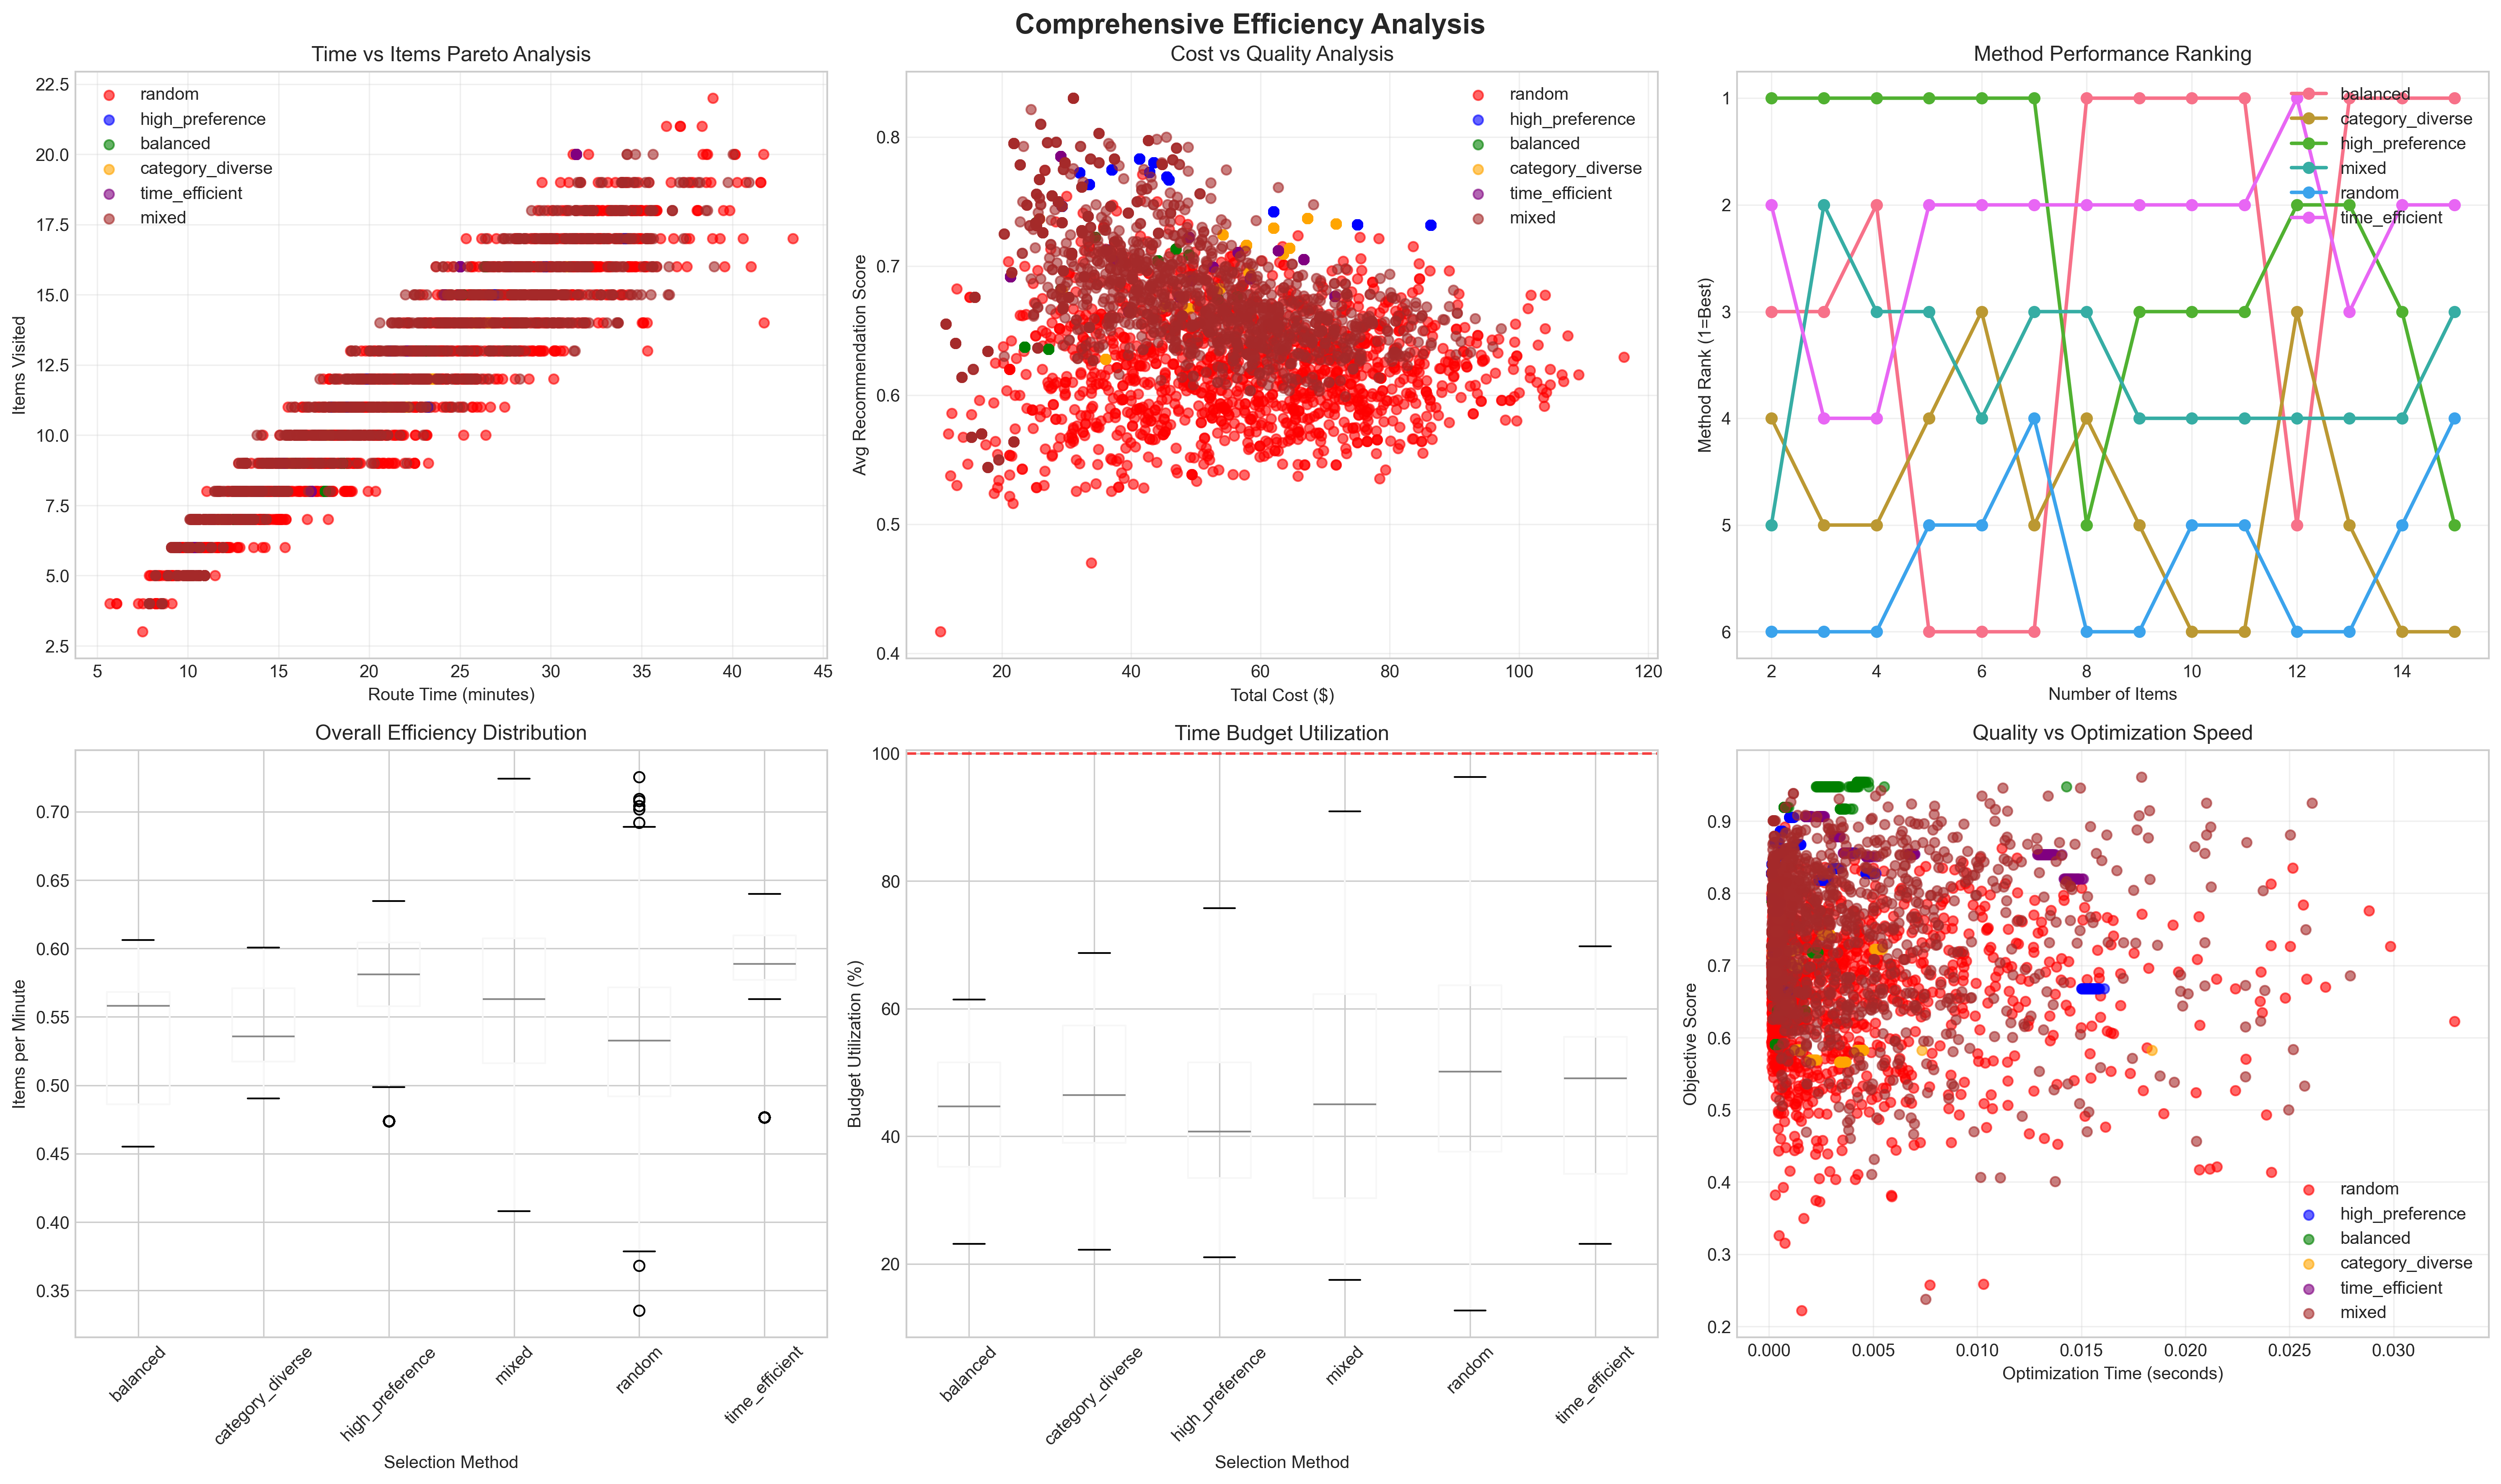 Comprehensive Efficiency Analysis
Time vs Items Pareto Analysis
22.5
20.0
17.5
15.0
12.5
10.0
7.5
5.0
2.5
Items Visited
random
high_preference
balanced
category_diverse
time_efficient
mixed
5 10 15 20 25 30 35 40 45
Route Time (minutes)
Cost vs Quality Analysis
0.8
0.7
0.6
0.5
0.4
Avg Recommendation Score
random
high_preference
balanced
category_diverse
time_efficient
mixed
20 40 60 80 100 120
Total Cost ($)
Method Performance Ranking
1
2
3
4
5
6
Method Rank (1=Best)
balanced
category_diverse
high_preference
mixed
random
time_efficient
2 4 6 8 10 12 14
Number of Items
Overall Efficiency Distribution
0.70
0.65
0.60
0.55
0.50
0.45
0.40
0.35
Items per Minute
balanced
category_diverse
high_preference
mixed
random
time_efficient
Selection Method
Time Budget Utilization
100
80
60
40
20
Budget Utilization (%)
balanced
category_diverse
high_preference
mixed
random
time_efficient
Selection Method
Quality vs Optimization Speed
0.9
0.8
0.7
0.6
0.5
0.4
0.3
0.2
Objective Score
random
high_preference
balanced
category_diverse
time_efficient
mixed
0.000 0.005 0.010 0.015 0.020 0.025 0.030
Optimization Time (seconds)